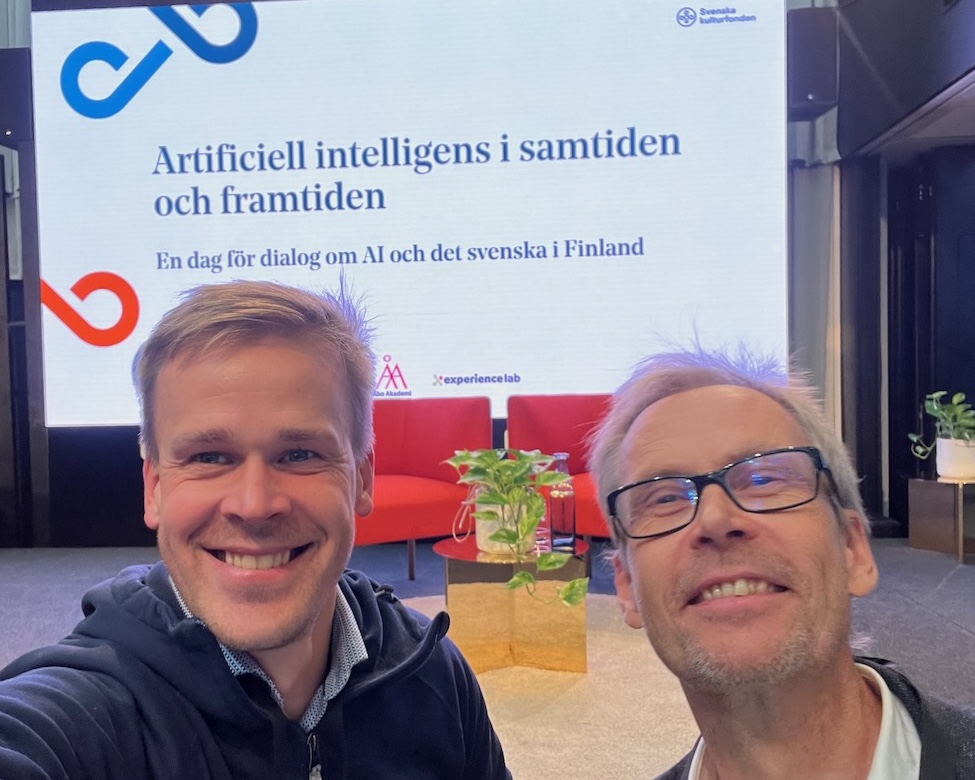 Svenska
kulturfonden
Artificiell intelligens i samtiden
och framtiden
En dag för dialog om AI och det svenska i Finland
Åbo Akademi
experience lab